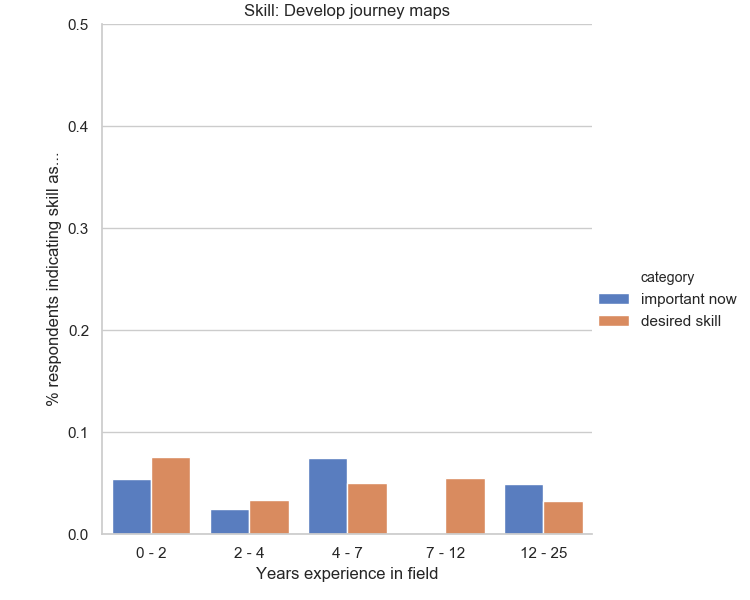 Skill: Develop journey maps
% respondents indicating skill as...
0.5
0.4
0.3
0.2
0.1
0.0
0 - 2
2 - 4
4 - 7
7 - 12
12 - 25
Years experience in field
category
important now
desired skill